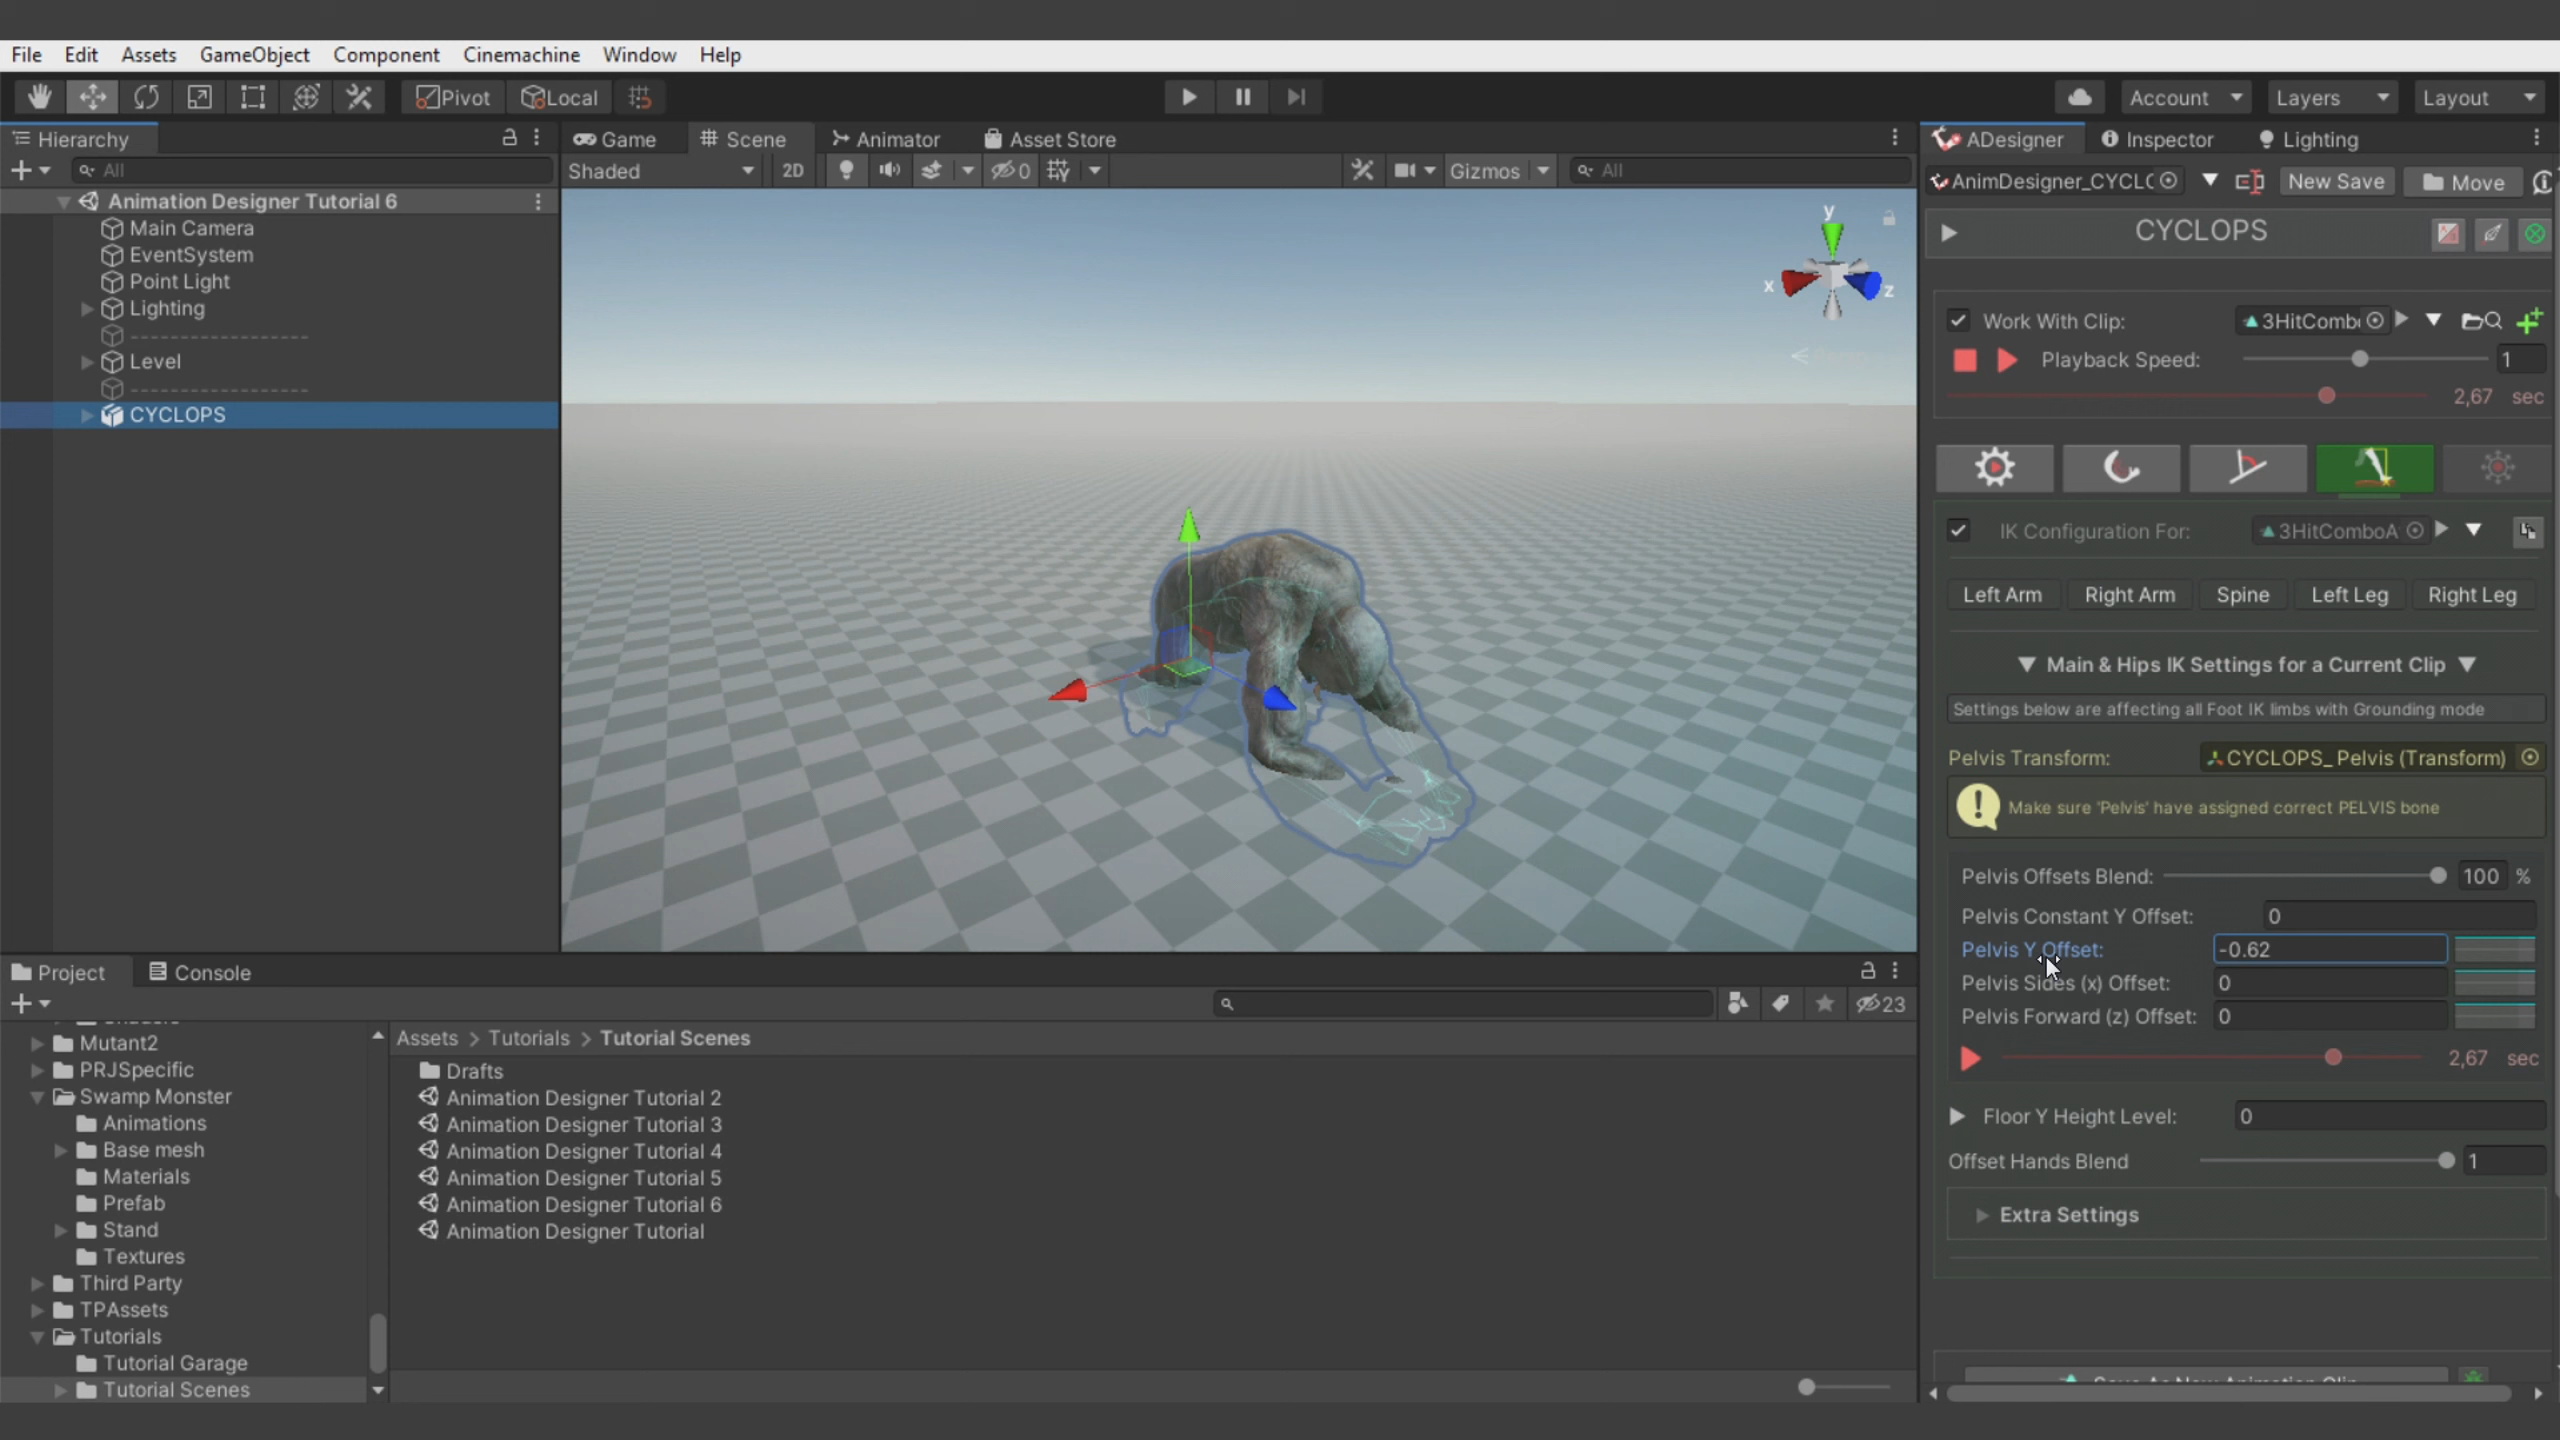 File Edit Assets GameObject Component Cinemachine Window Help
Pivot Local Account Layers Layout
Hierarchy
All
Animation Designer Tutorial 6
Main Camera
EventSystem
Point Light
Lighting
------------------
Level
------------------
CYCLOPS
Game Scene Animator Asset Store
Shaded 2D 0 Gizmos All
y
x z
ADesigner Inspector Lighting
AnimDesigner_CYCLC New Save Move
CYCLOPS
Work With Clip: 3HitComb
Playback Speed: 1
2,67 sec
IK Configuration For: 3HitComboA
Left Arm Right Arm Spine Left Leg Right Leg
Main & Hips IK Settings for a Current Clip
Settings below are affecting all Foot IK limbs with Grounding mode
Pelvis Transform: CYCLOPS_ Pelvis (Transform)
Make sure 'Pelvis' have assigned correct PELVIS bone
Pelvis Offsets Blend: 100 %
Pelvis Constant Y Offset: 0
Pelvis Y Offset: -0.62
Pelvis Sides (x) Offset: 0
Pelvis Forward (z) Offset: 0
2,67 sec
Floor Y Height Level: 0
Offset Hands Blend 1
Extra Settings
Save As New Animation Clip
Project Console
23
Shaders
Mutant2
PRJSpecific
Swamp Monster
Animations
Base mesh
Materials
Prefab
Stand
Textures
Third Party
TPAssets
Tutorials
Tutorial Garage
Tutorial Scenes
Assets > Tutorials > Tutorial Scenes
Drafts
Animation Designer Tutorial 2
Animation Designer Tutorial 3
Animation Designer Tutorial 4
Animation Designer Tutorial 5
Animation Designer Tutorial 6
Animation Designer Tutorial